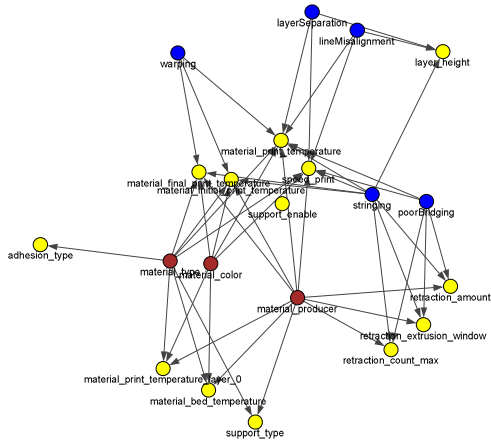 layerSeparation
lineMisalignment
layer_height
warping
material_print_temperature
speed_print
material_final_print_temperature
material_initial_print_temperature
support_enable
stringing
poorBridging
adhesion_type
material_type
material_color
material_producer
retraction_amount
retraction_extrusion_window
retraction_count_max
material_print_temperature_layer_0
material_bed_temperature
support_type